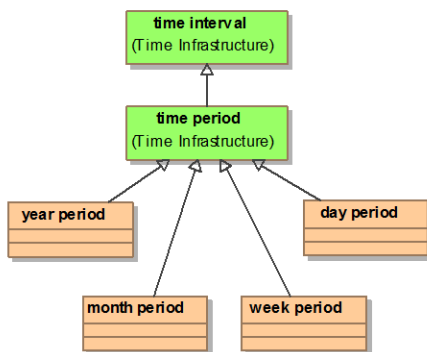 time interval
(Time Infrastructure)
time period
(Time Infrastructure)
year period
day period
month period
week period